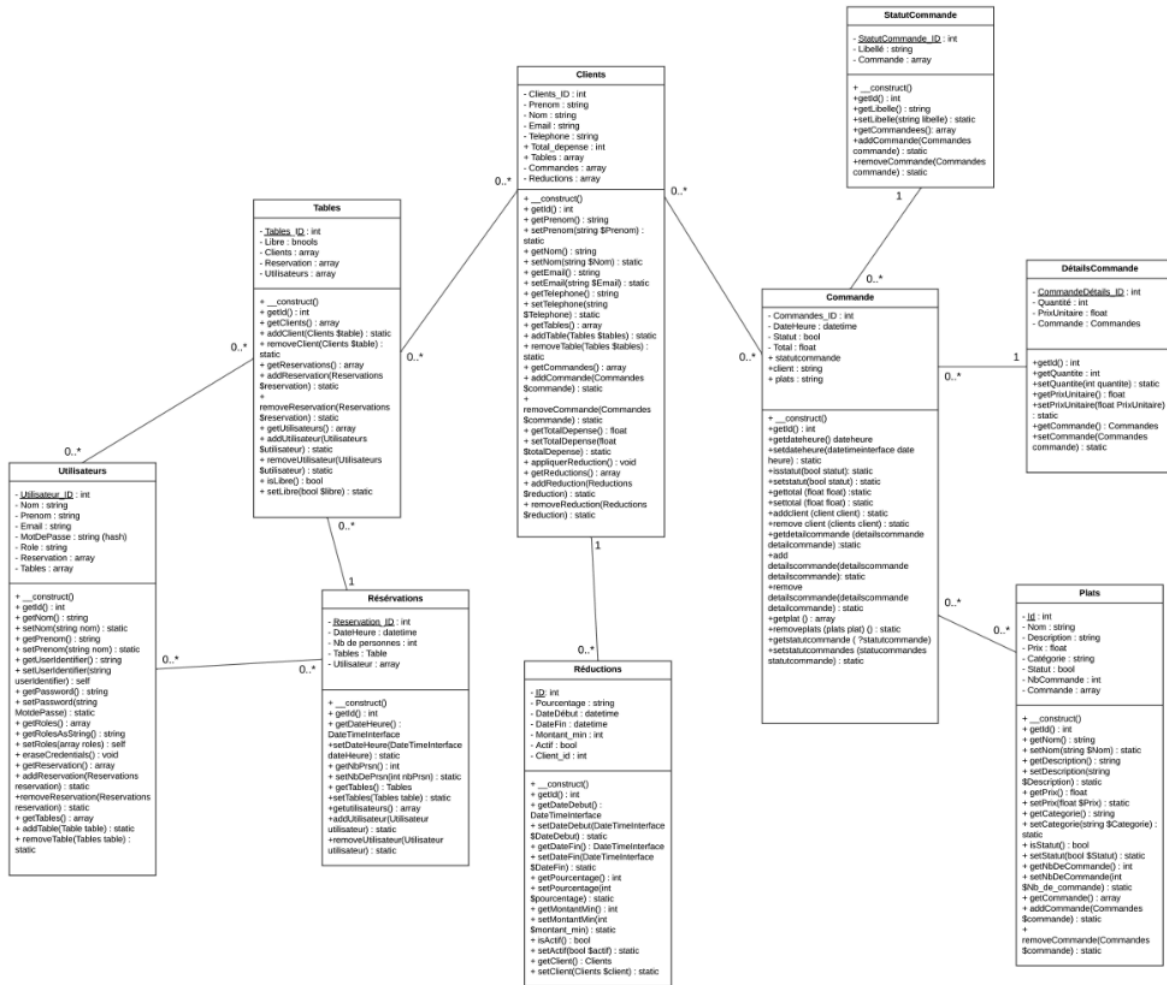 StatutCommande
- StatutCommande_ID : int
- Libellé : string
- Commande : array
+ __construct()
+getId() : int
+getLibelle() : string
+setLibelle(string libelle) : static
+getCommandees(): array
+addCommande(Commandes
commande) : static
+removeCommande(Commandes
commande) : static
1
0..*
Clients
- Clients_ID : int
- Prenom : string
- Nom : string
- Email : string
- Telephone : string
+ Total_depense : int
+ Tables : array
- Commandes : array
- Reductions : array
+ __construct()
+ getId() : int
+ getPrenom() : string
+ setPrenom(string $Prenom) :
static
+ getNom() : string
+ setNom(string $Nom) : static
+ getEmail() : string
+ setEmail(string $Email) : static
+ getTelephone() : string
+ setTelephone(string
$Telephone) : static
+ getTables() : array
+ addTable(Tables $tables) : static
+ removeTable(Tables $tables) :
static
+ getCommandes() : array
+ addCommande(Commandes
$commande) : static
+
removeCommande(Commandes
$commande) : static
+ getTotalDepense() : float
+ setTotalDepense(float
$totalDepense) : static
+ appliquerReduction() : void
+ getReductions() : array
+ addReduction(Reductions
$reduction) : static
+ removeReduction(Reductions
$reduction) : static
0..*
0..*
0..*
0..*
1
0..*
Tables
- Tables_ID : int
- Libre : bnools
- Clients : array
- Reservation : array
- Utilisateurs : array
+ __construct()
+ getId() : int
+ getClients() : array
+ addClient(Clients $table) : static
+ removeClient(Clients $table) :
static
+ getReservations() : array
+ addReservation(Reservations
$reservation) : static
+
removeReservation(Reservations
$reservation) : static
+ getUtilisateurs() : array
+ addUtilisateur(Utilisateurs
$utilisateur) : static
+ removeUtilisateur(Utilisateurs
$utilisateur) : static
+ isLibre() : bool
+ setLibre(bool $libre) : static
0..*
0..*
0..*
1
Utilisateurs
- Utilisateur_ID : int
- Nom : string
- Prenom : string
- Email : string
- MotDePasse : string (hash)
- Role : string
- Reservation : array
- Tables : array
+ __construct()
+ getId() : int
+ getNom() : string
+ setNom(string nom) : static
+ getPrenom() : string
+ setPrenom(string nom) : static
+ getUserIdentifier() : string
+ setUserIdentifier(string
userIdentifier) : self
+ getPassword() : string
+ setPassword(string
MotdePasse) : static
+ getRoles() : array
+ getRolesAsString() : string
+ setRoles(array roles) : self
+ eraseCredentials() : void
+ getReservation() : array
+ addReservation(Reservations
reservation) : static
+removeReservation(Reservations
reservation) : static
+ getTables() : array
+ addTable(Table table) : static
+ removeTable(Tables table) :
static
0..*
0..*
Résérvations
- Reservation_ID : int
- DateHeure : datetime
- Nb de personnes : int
- Tables : Table
- Utilisateur : array
+ __construct()
+ getId() : int
+ getDateHeure() :
DateTimeInterface
+setDateHeure(DateTimeInterface
dateHeure) : static
+ getNbPrsn() : int
+ setNbDePrsn(int nbPrsn) : static
+ getTables() : Tables
+setTables(Tables table) : static
+getutilisateurs() : array
+addUtilisateur(Utilisateur
utilisateur) : static
+removeUtilisateur(Utilisateur
utilisateur) : static
Réductions
- ID: int
- Pourcentage : string
- DateDébut : datetime
- DateFin : datetime
- Montant_min : int
- Actif : bool
- Client_id : int
+ __construct()
+ getId() : int
+ getDateDebut() :
DateTimeInterface
+ setDateDebut(DateTimeInterface
$DateDebut) : static
+ getDateFin() : DateTimeInterface
+ setDateFin(DateTimeInterface
$DateFin) : static
+ getPourcentage() : int
+ setPourcentage(int
$pourcentage) : static
+ getMontantMin() : int
+ setMontantMin(int
$montant_min) : static
+ isActif() : bool
+ setActif(bool $actif) : static
+ getClient() : Clients
+ setClient(Clients $client) : static
Commande
- Commandes_ID : int
- DateHeure : datetime
- Statut : bool
- Total : float
+ statutcommande
+client : string
+ plats : string
+__construct()
+getId() : int
+getdateheure() dateheure
+setdateheure(datetimeinterface date
heure) : static
+isstatut(bool statut): static
+setstatut(bool statut) : static
+gettotal (float float) :static
+settotal (float float) : static
+addclient (client client) : static
+remove client (clients client) : static
+getdetailcommande (detailscommande
detailcommande) :static
+add
detailscommande(detailscommande
detailscommande): static
+remove
detailscommande(detailscommande
detailcommande) : static
+getplat () : array
+removeplats (plats plat) () : static
+getstatutcommande ( ?statutcommande)
+setstatutcommandes (statucommandes
statutcommande) : static
0..*
1
DétailsCommande
- CommandeDétails_ID : int
- Quantité : int
- PrixUnitaire : float
- Commande : Commandes
+getId() : int
+getQuantite : int
+setQuantite(int quantite) : static
+getPrixUnitaire() : float
+setPrixUnitaire(float PrixUnitaire)
: static
+getCommande() : Commandes
+setCommande(Commandes
commande) : static
0..*
0..*
Plats
- Id : int
- Nom : string
- Description : string
- Prix : float
- Catégorie : string
- Statut : bool
- NbCommande : int
- Commande : array
+ __construct()
+ getId() : int
+ getNom() : string
+ setNom(string $Nom) : static
+ getDescription() : string
+ setDescription(string
$Description) : static
+ getPrix() : float
+ setPrix(float $Prix) : static
+ getCategorie() : string
+ setCategorie(string $Categorie) :
static
+ isStatut() : bool
+ setStatut(bool $Statut) : static
+ getNbDeCommande() : int
+ setNbDeCommande(int
$Nb_de_commande) : static
+ getCommande() : array
+ addCommande(Commandes
$commande) : static
+
removeCommande(Commandes
$commande) : static